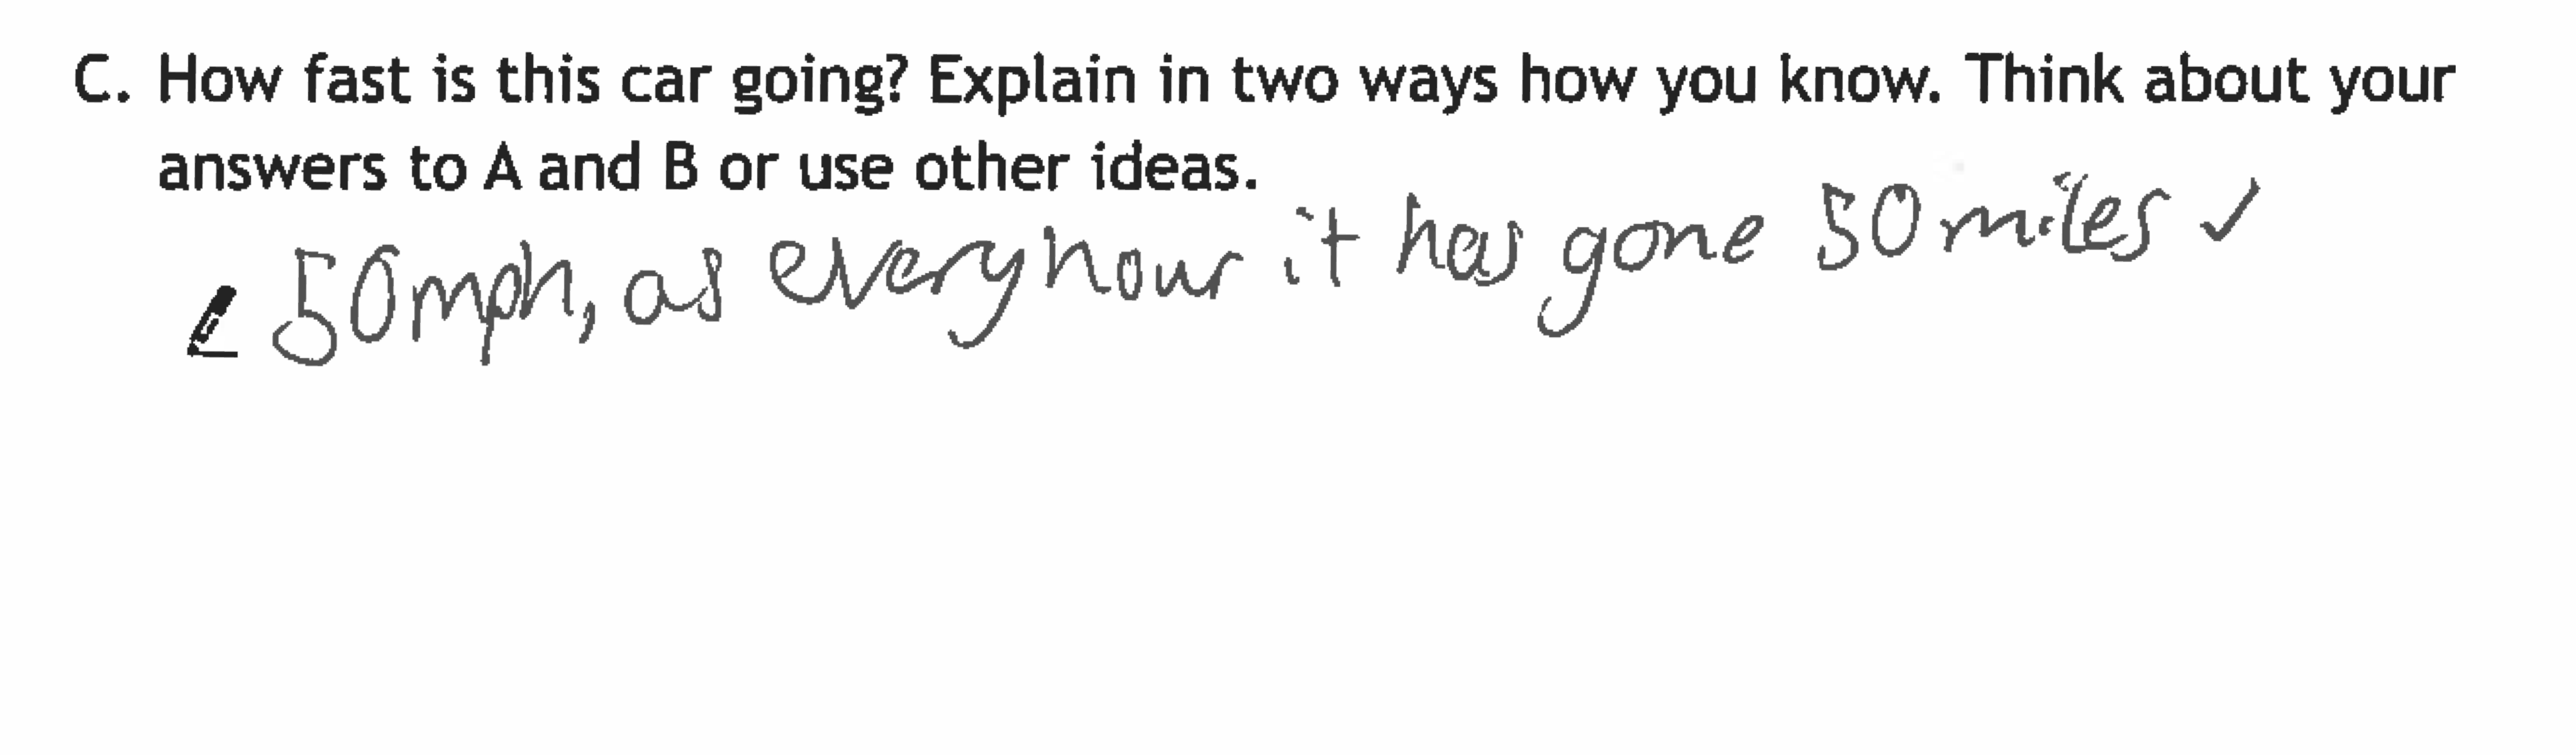 C. How fast is this car going? Explain in two ways how you know. Think about your
answers to A and B or use other ideas.
50mph, as every hour it has gone 50 miles ✓